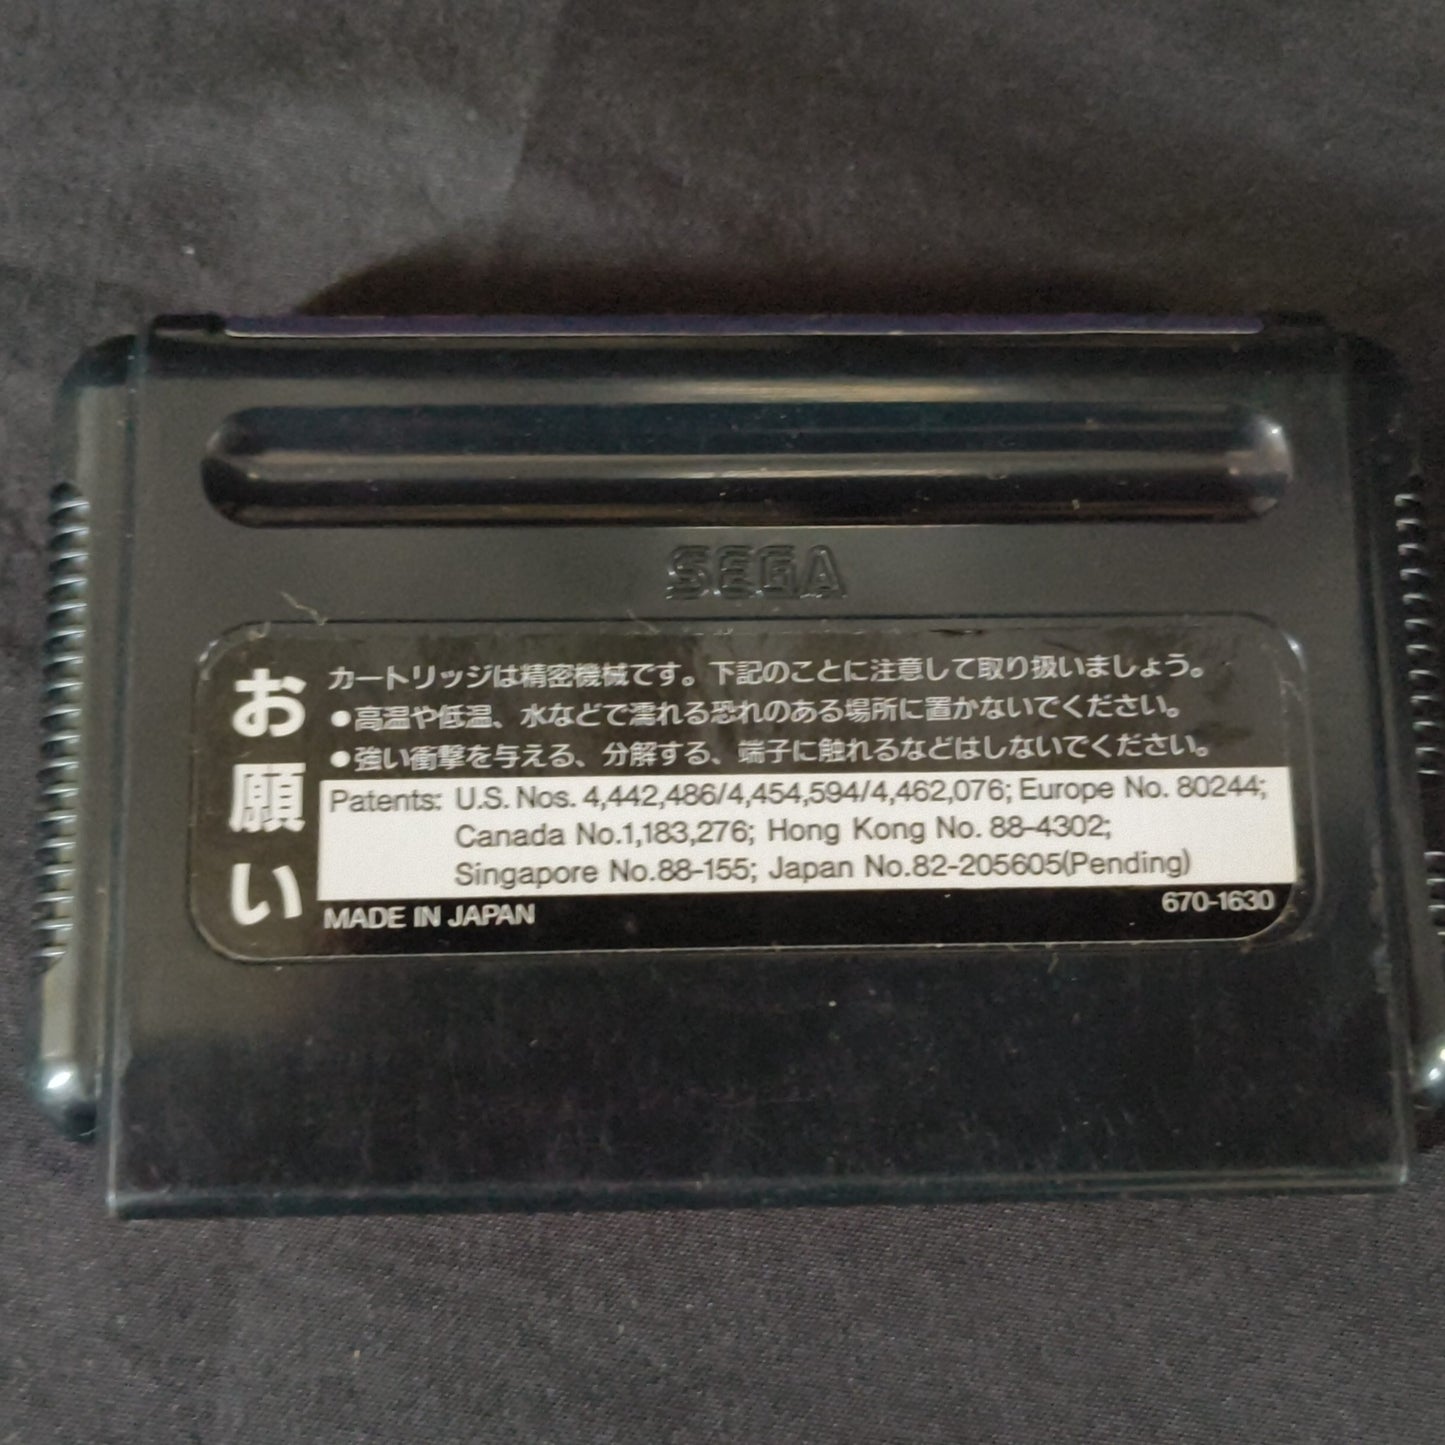 SEGA
お願い
カートリッジは精密機械です。下記のことに注意して取り扱いましょう。
●高温や低温、水などで濡れる恐れのある場所に置かないでください。
●強い衝撃を与える、分解する、端子に触れるなどはしないでください。
Patents: U.S. Nos. 4,442,486/4,454,594/4,462,076; Europe No. 80244;
Canada No.1,183,276; Hong Kong No. 88-4302;
Singapore No.88-155; Japan No.82-205605(Pending)
MADE IN JAPAN
670-1630